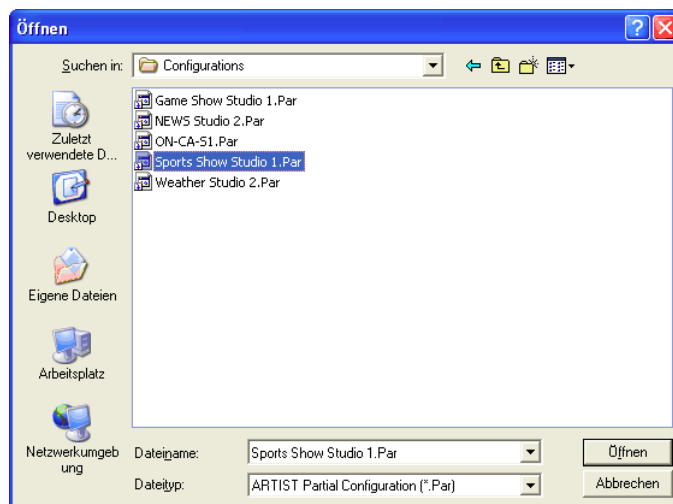 Öffnen
Suchen in:
Configurations
Game Show Studio 1.Par
NEWS Studio 2.Par
ON-CA-S1.Par
Sports Show Studio 1.Par
Weather Studio 2.Par
Zuletzt
verwendete D...
Desktop
Eigene Dateien
Arbeitsplatz
Netzwerkumgeb
ung
Dateiname:
Sports Show Studio 1.Par
Öffnen
Dateityp:
ARTIST Partial Configuration (*.Par)
Abbrechen